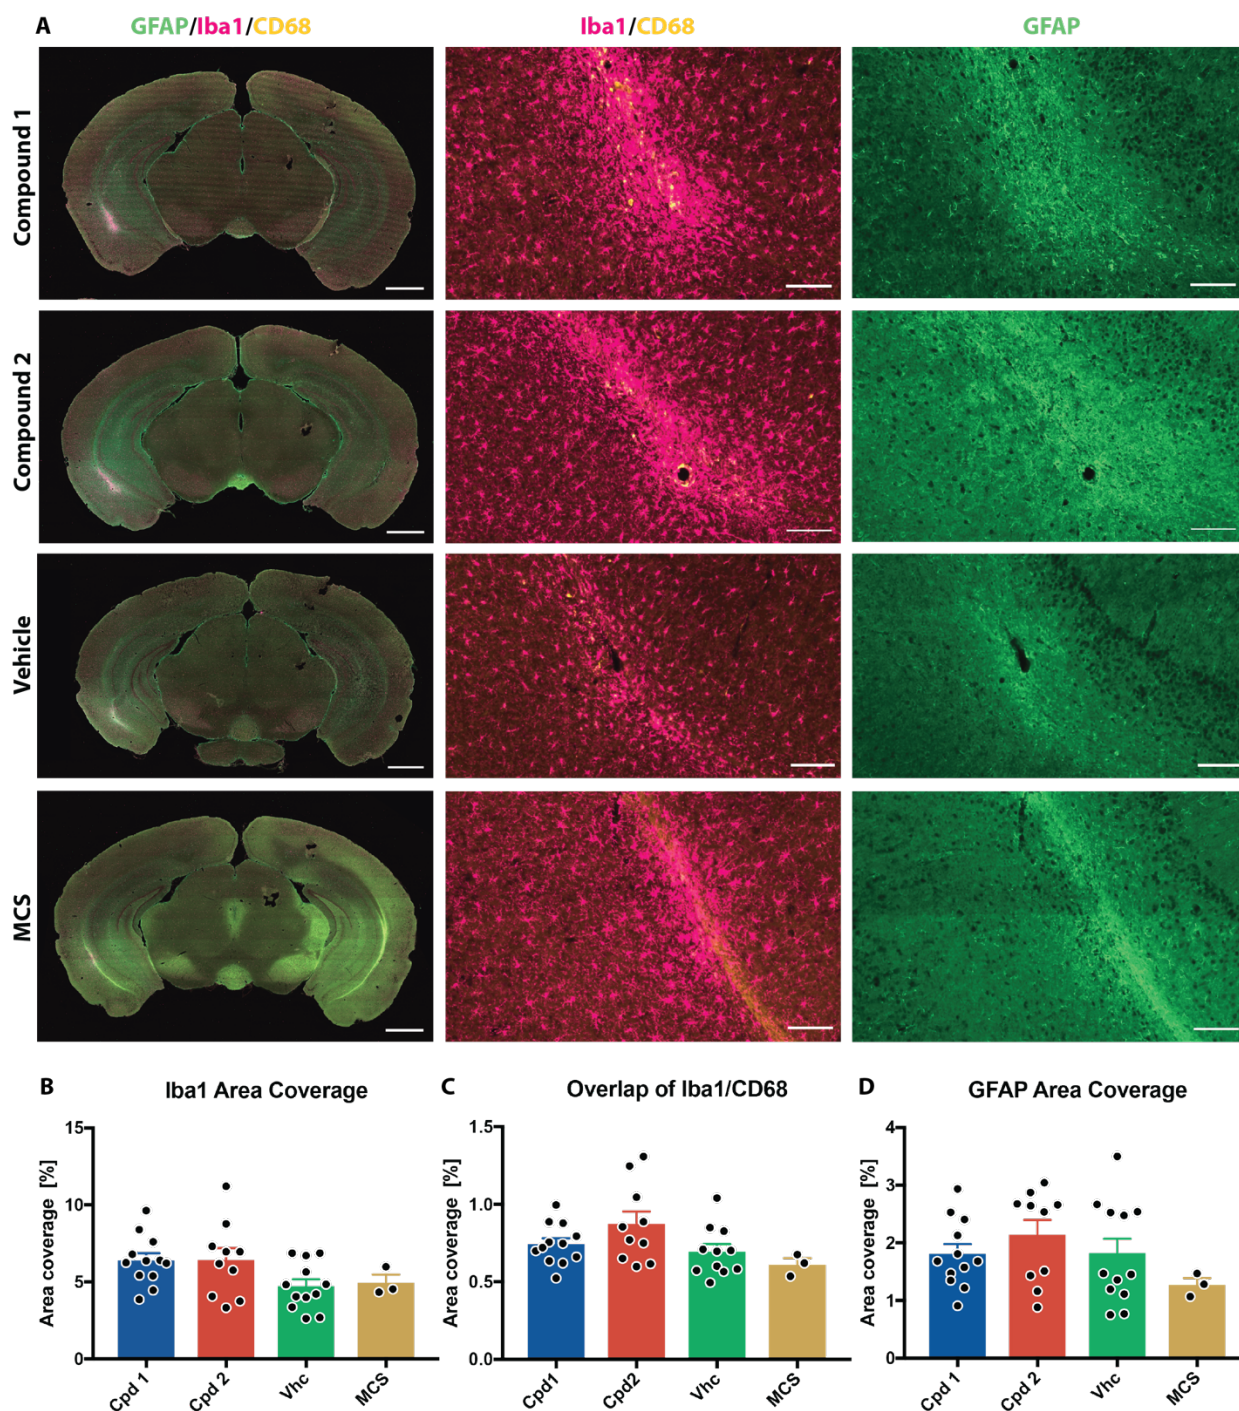 A GFAP/Iba1/CD68 Iba1/CD68 GFAP
Compound 1
Compound 2
Vehicle
MCS
B Iba1 Area Coverage
Area coverage [%]
15
10
5
0
Cpd 1 Cpd 2 Vhc MCS
C Overlap of Iba1/CD68
Area coverage [%]
1.5
1.0
0.5
0.0
Cpd1 Cpd2 Vhc MCS
D GFAP Area Coverage
Area coverage [%]
4
3
2
1
0
Cpd 1 Cpd 2 Vhc MCS